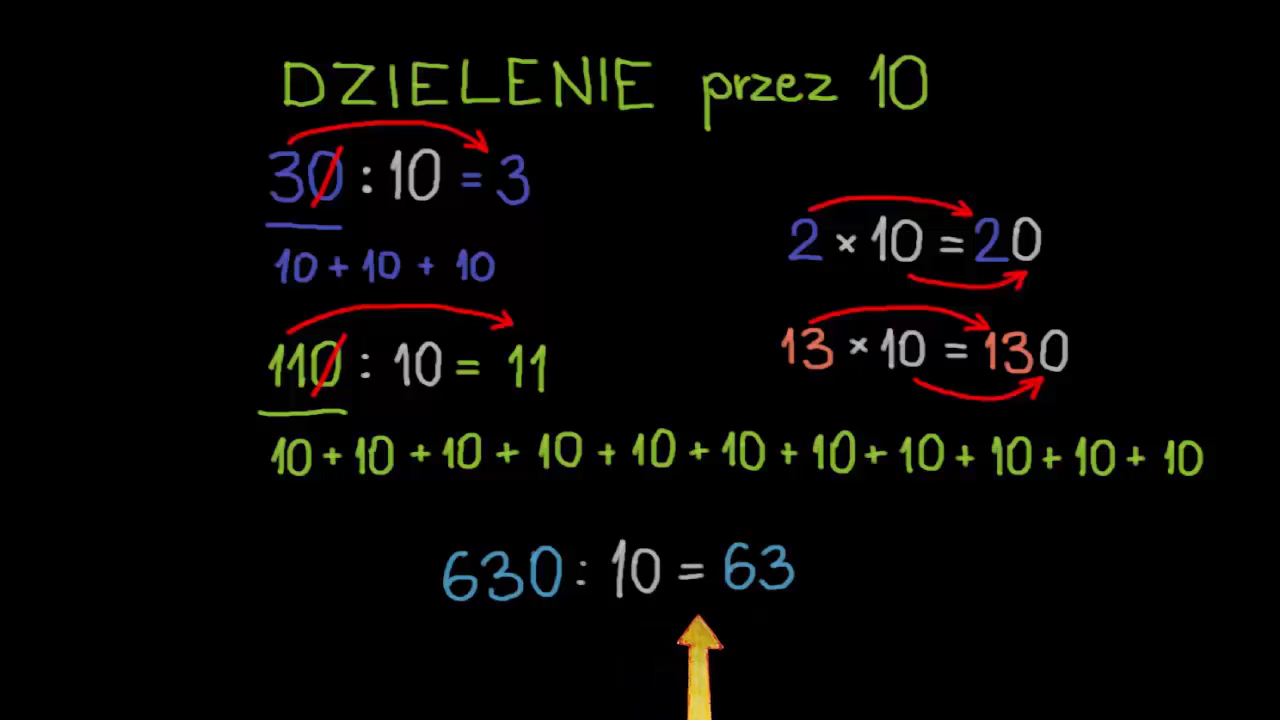 DZIELENIE przez 10
30 : 10 = 3
10 + 10 + 10
2 × 10 = 20
110 : 10 = 11
13 × 10 = 130
10 + 10 + 10 + 10 + 10 + 10 + 10 + 10 + 10 + 10 + 10
630 : 10 = 63